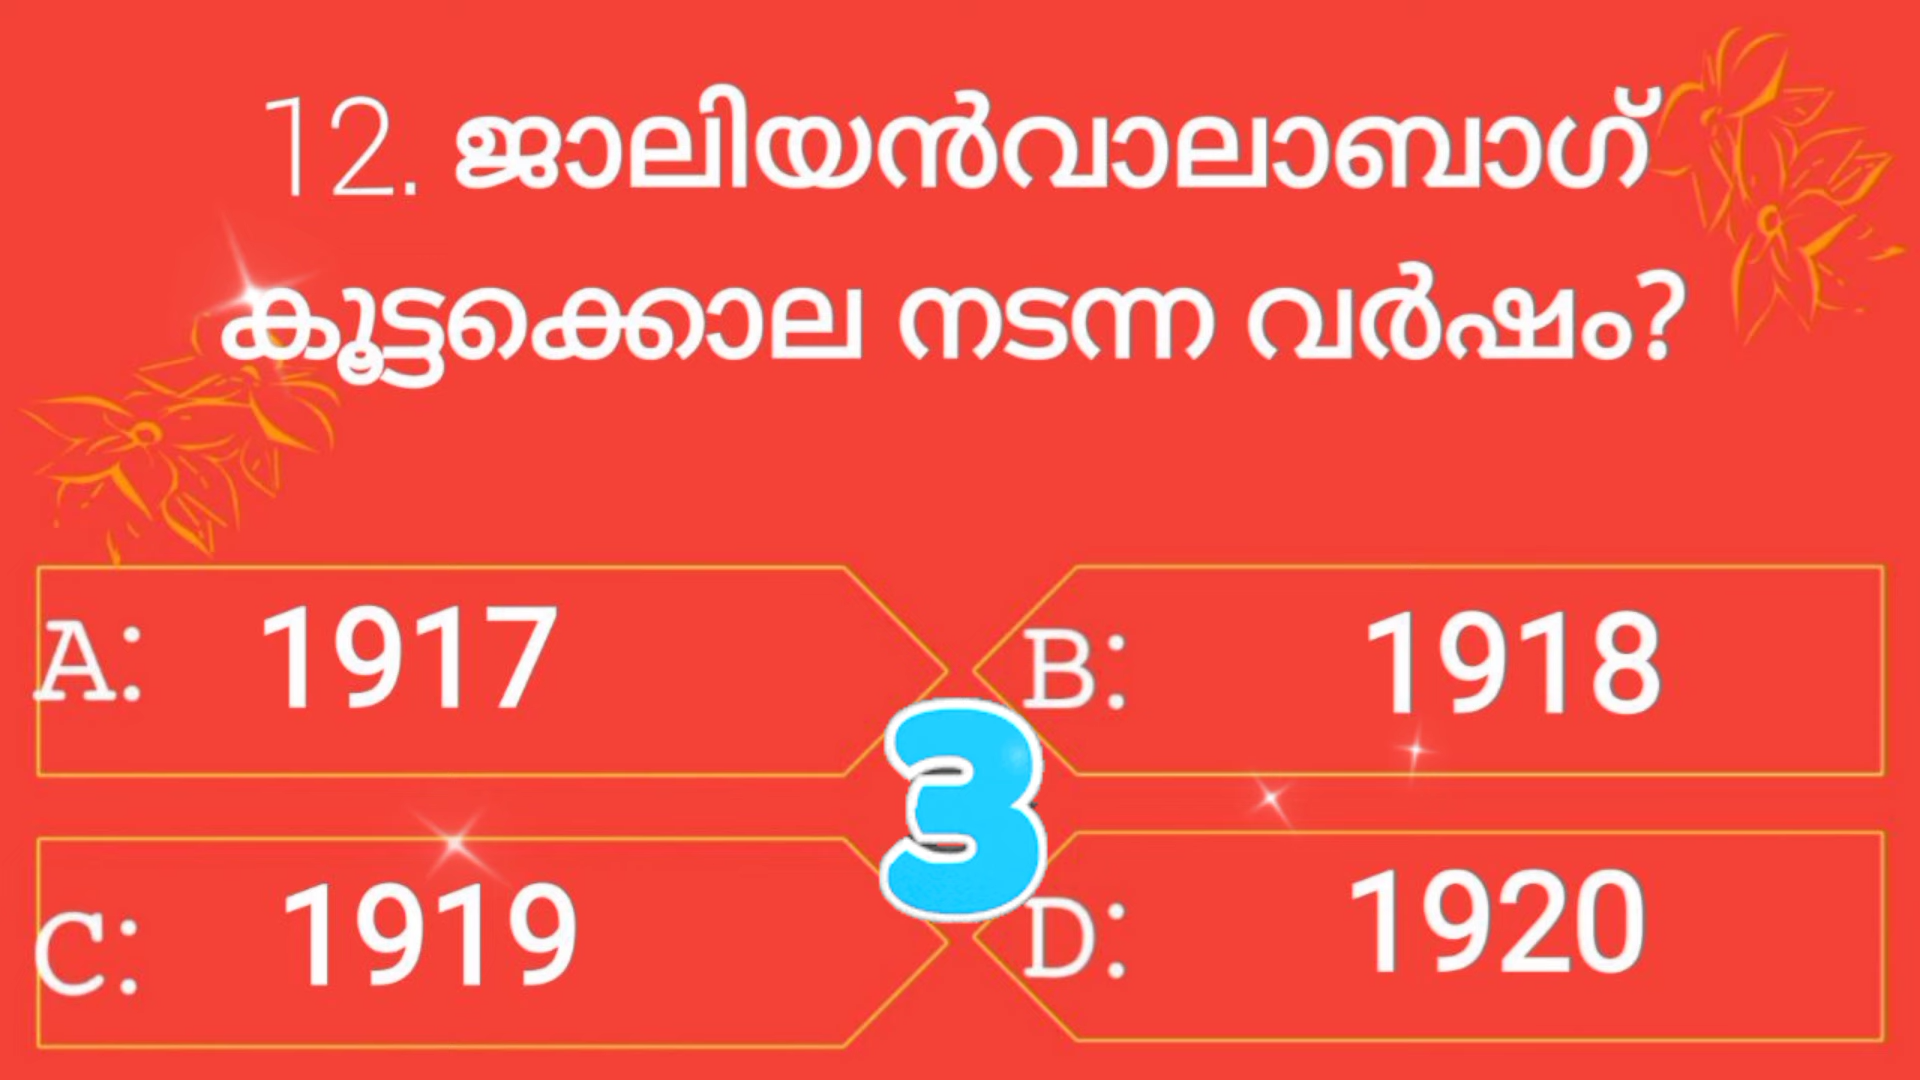 12. ജാലിയൻവാലാബാഗ്
കൂട്ടക്കൊല നടന്ന വർഷം?
A: 1917
B: 1918
3
C: 1919
D: 1920